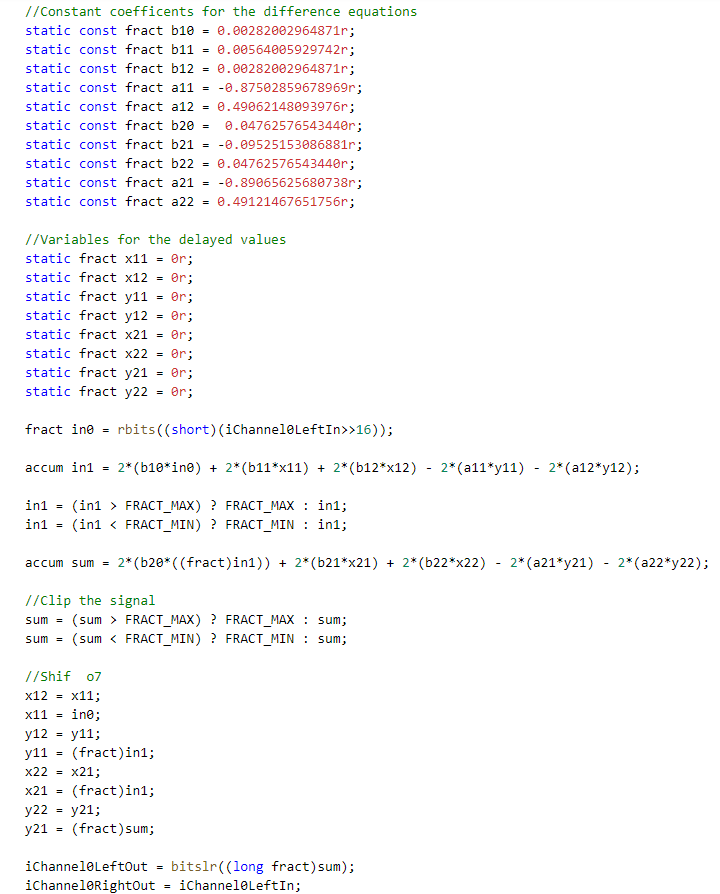 //Constant coefficents for the difference equations
static const fract b10 = 0.00282002964871r;
static const fract b11 = 0.00564005929742r;
static const fract b12 = 0.00282002964871r;
static const fract a11 = -0.87502859678969r;
static const fract a12 = 0.49062148093976r;
static const fract b20 =  0.04762576543440r;
static const fract b21 = -0.09525153086881r;
static const fract b22 = 0.04762576543440r;
static const fract a21 = -0.89065625680738r;
static const fract a22 = 0.49121467651756r;
//Variables for the delayed values
static fract x11 = 0r;
static fract x12 = 0r;
static fract y11 = 0r;
static fract y12 = 0r;
static fract x21 = 0r;
static fract x22 = 0r;
static fract y21 = 0r;
static fract y22 = 0r;
fract in0 = rbits((short)(iChannel0LeftIn>>16));
accum in1 = 2*(b10*in0) + 2*(b11*x11) + 2*(b12*x12) - 2*(a11*y11) - 2*(a12*y12);
in1 = (in1 > FRACT_MAX) ? FRACT_MAX : in1;
in1 = (in1 < FRACT_MIN) ? FRACT_MIN : in1;
accum sum = 2*(b20*((fract)in1)) + 2*(b21*x21) + 2*(b22*x22) - 2*(a21*y21) - 2*(a22*y22);
//Clip the signal
sum = (sum > FRACT_MAX) ? FRACT_MAX : sum;
sum = (sum < FRACT_MIN) ? FRACT_MIN : sum;
//Shif  o7
x12 = x11;
x11 = in0;
y12 = y11;
y11 = (fract)in1;
x22 = x21;
x21 = (fract)in1;
y22 = y21;
y21 = (fract)sum;
iChannel0LeftOut = bitslr((long fract)sum);
iChannel0RightOut = iChannel0LeftIn;